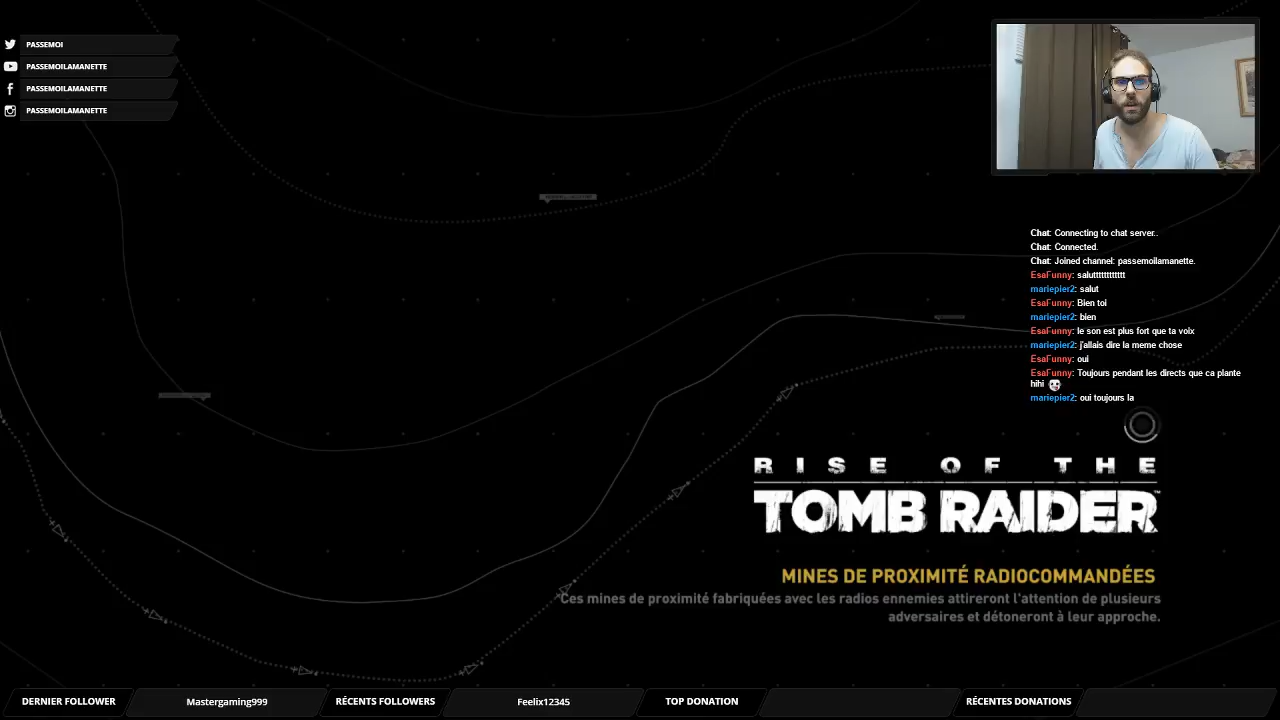 PASSEMOI
PASSEMOILAMANETTE
PASSEMOILAMANETTE
PASSEMOILAMANETTE
Chat: Connecting to chat server..
Chat: Connected.
Chat: Joined channel: passemoilamanette.
EsaFunny: saluttttttttttt
mariepier2: salut
EsaFunny: Bien toi
mariepier2: bien
EsaFunny: le son est plus fort que ta voix
mariepier2: j'allais dire la meme chose
EsaFunny: oui
EsaFunny: Toujours pendant les directs que ca plante
hihi
mariepier2: oui toujours la
RISE OF THE
TOMB RAIDER™
MINES DE PROXIMITÉ RADIOCOMMANDÉES
Ces mines de proximité fabriquées avec les radios ennemies attireront l'attention de plusieurs
adversaires et détoneront à leur approche.
DERNIER FOLLOWER
Mastergaming999
RÉCENTS FOLLOWERS
Feelix12345
TOP DONATION
RÉCENTES DONATIONS